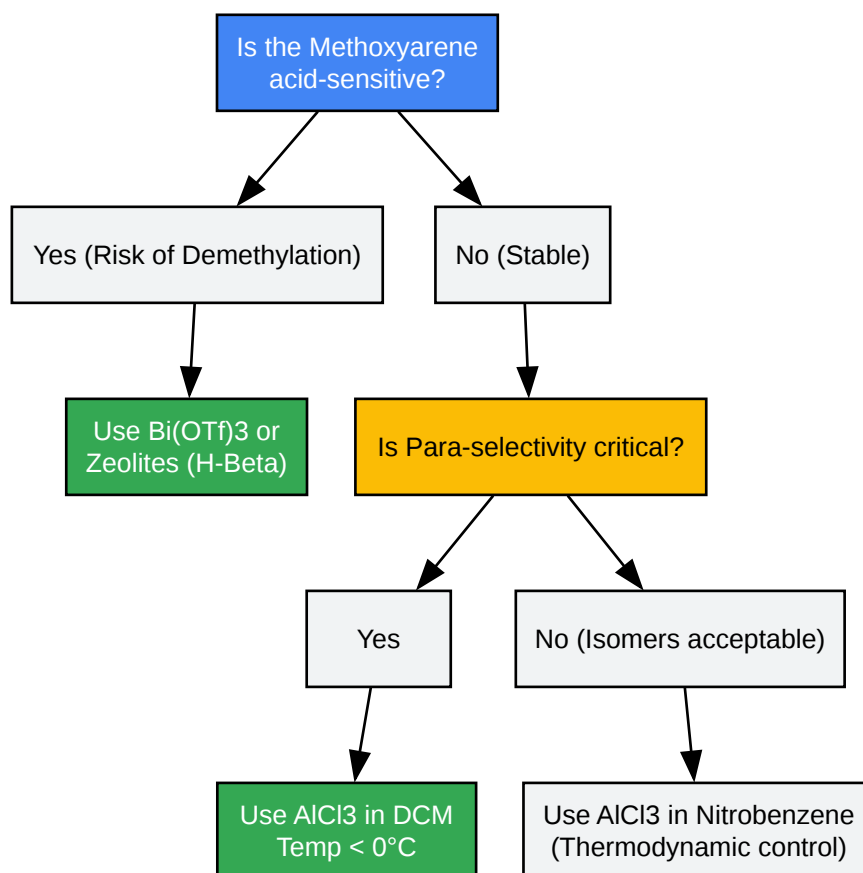 Is the Methoxyarene
acid-sensitive?
Yes (Risk of Demethylation)
No (Stable)
Use Bi(OTf)3 or
Zeolites (H-Beta)
Is Para-selectivity critical?
Yes
No (Isomers acceptable)
Use AlCl3 in DCM
Temp < 0°C
Use AlCl3 in Nitrobenzene
(Thermodynamic control)